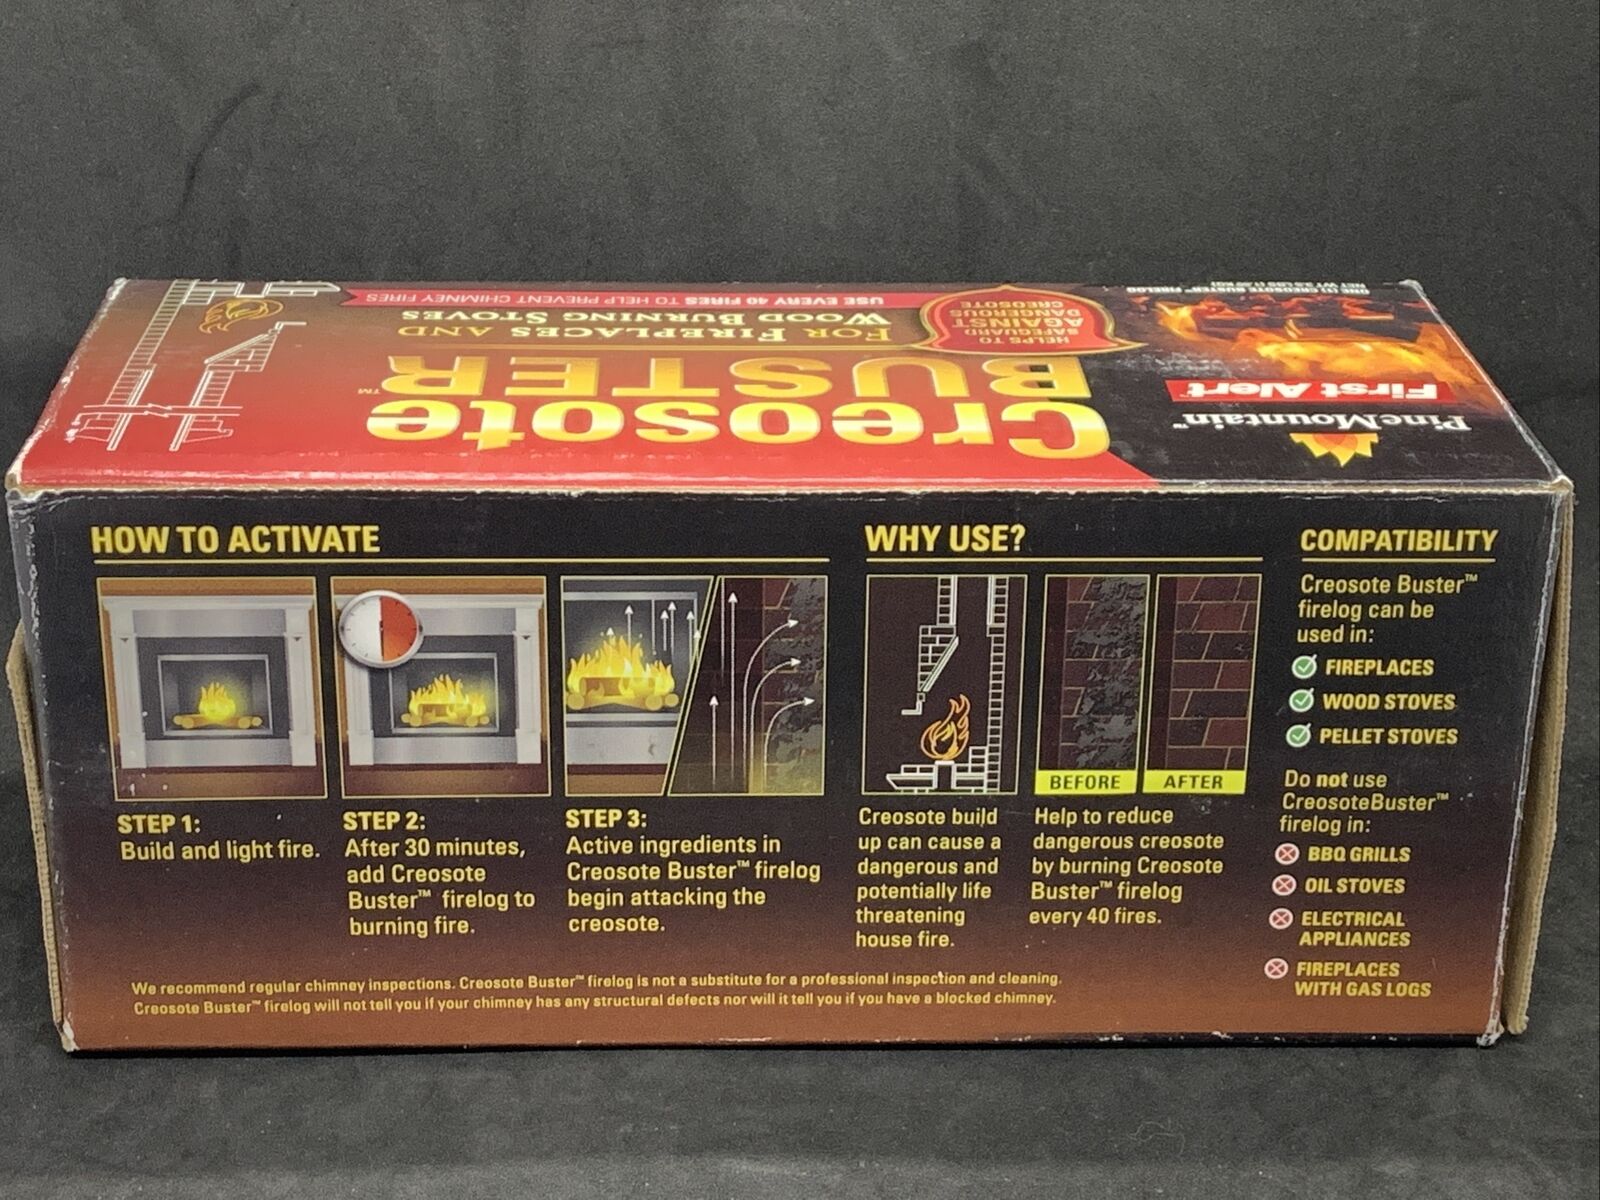 PineMountain™
First Alert®
Creosote
BUSTER™
FOR FIREPLACES AND
WOOD BURNING STOVES
USE EVERY 40 FIRES TO HELP PREVENT CHIMNEY FIRES
HELPS TO
SAFEGUARD
AGAINST
DANGEROUS
CREOSOTE
ONE (1) CREOSOTE BUSTER™ FIRELOG
HOW TO ACTIVATE
STEP 1:
Build and light fire.
STEP 2:
After 30 minutes,
add Creosote
Buster™ firelog to
burning fire.
STEP 3:
Active ingredients in
Creosote Buster™ firelog
begin attacking the
creosote.
WHY USE?
Creosote build
up can cause a
dangerous and
potentially life
threatening
house fire.
BEFORE
AFTER
Help to reduce
dangerous creosote
by burning Creosote
Buster™ firelog
every 40 fires.
COMPATIBILITY
Creosote Buster™
firelog can be
used in:
FIREPLACES
WOOD STOVES
PELLET STOVES
Do not use
CreosoteBuster™
firelog in:
BBQ GRILLS
OIL STOVES
ELECTRICAL
APPLIANCES
FIREPLACES
WITH GAS LOGS
We recommend regular chimney inspections. Creosote Buster™ firelog is not a substitute for a professional inspection and cleaning.
Creosote Buster™ firelog will not tell you if your chimney has any structural defects nor will it tell you if you have a blocked chimney.